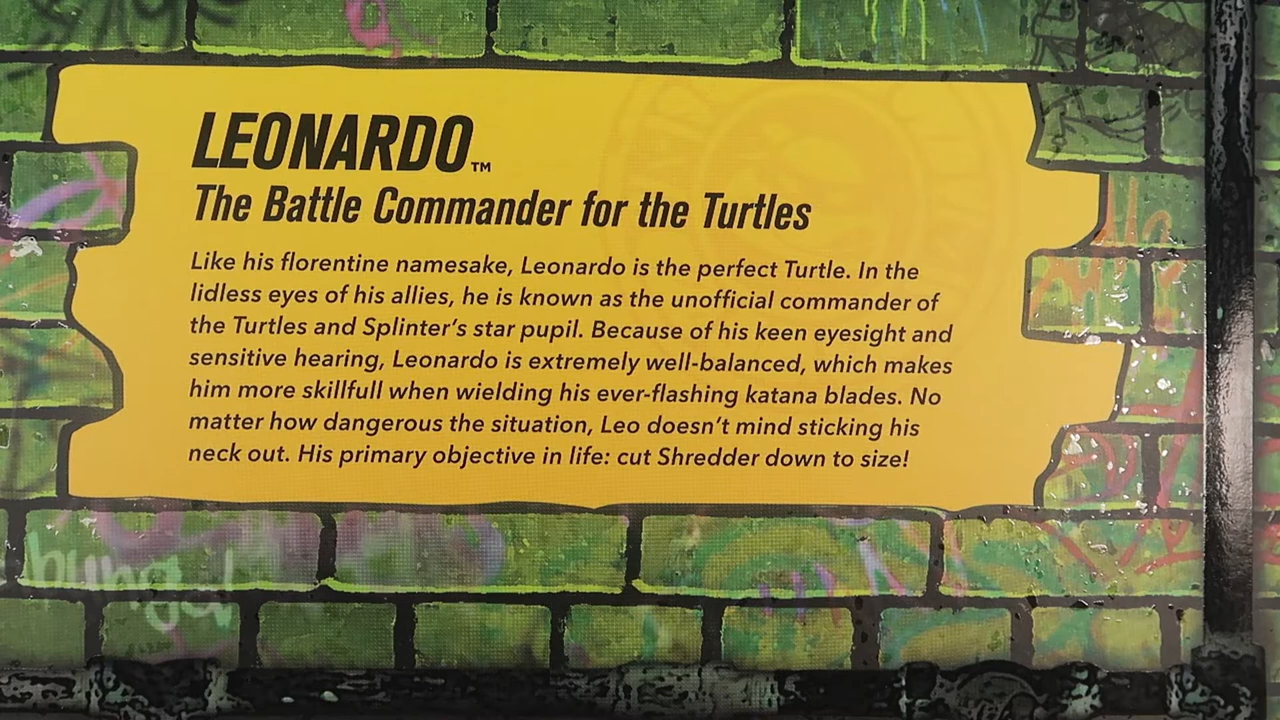 LEONARDO™
The Battle Commander for the Turtles
Like his florentine namesake, Leonardo is the perfect Turtle. In the
lidless eyes of his allies, he is known as the unofficial commander of
the Turtles and Splinter's star pupil. Because of his keen eyesight and
sensitive hearing, Leonardo is extremely well-balanced, which makes
him more skillfull when wielding his ever-flashing katana blades. No
matter how dangerous the situation, Leo doesn't mind sticking his
neck out. His primary objective in life: cut Shredder down to size!